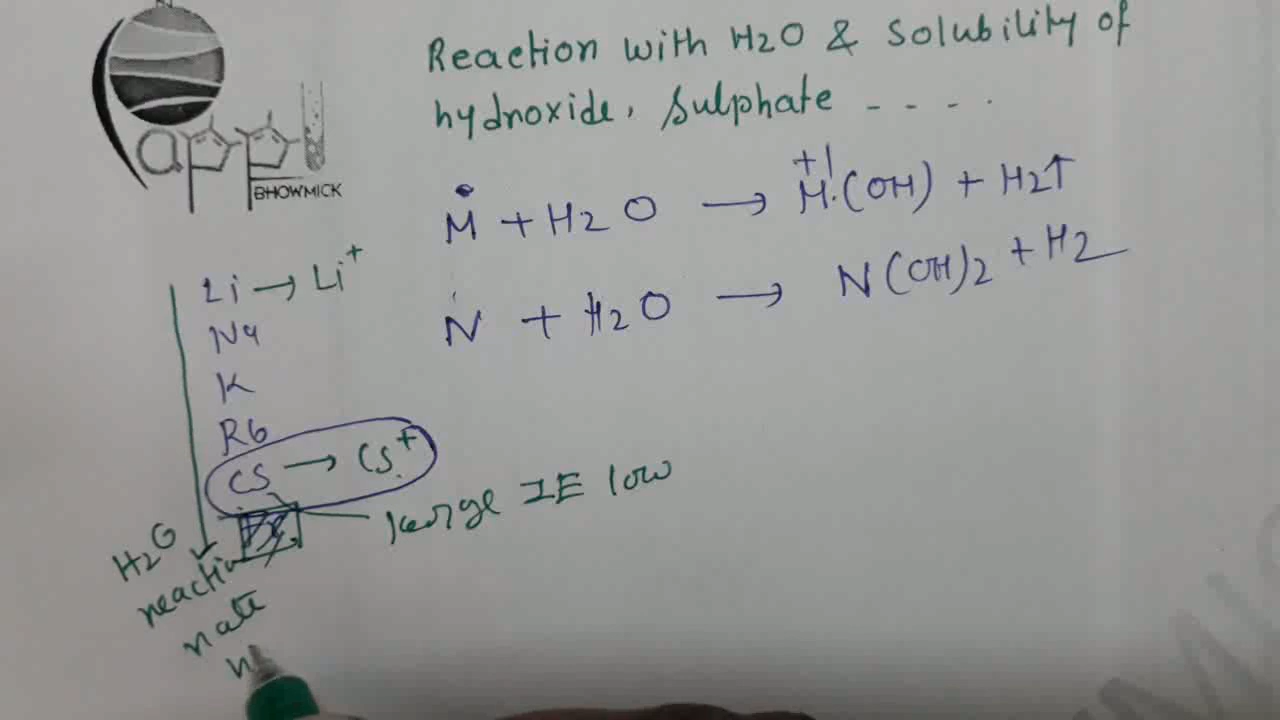 Reaction with H2O & solubility of
hydroxide, sulphate - - - - .
a
BHOWMICK
M + H2O → M(OH) + H2↑
+1
Li → Li+
N + H2O → N(OH)2 + H2
Na
K
Rb
Cs → Cs+
Large IE low
H2O
reaction
rate